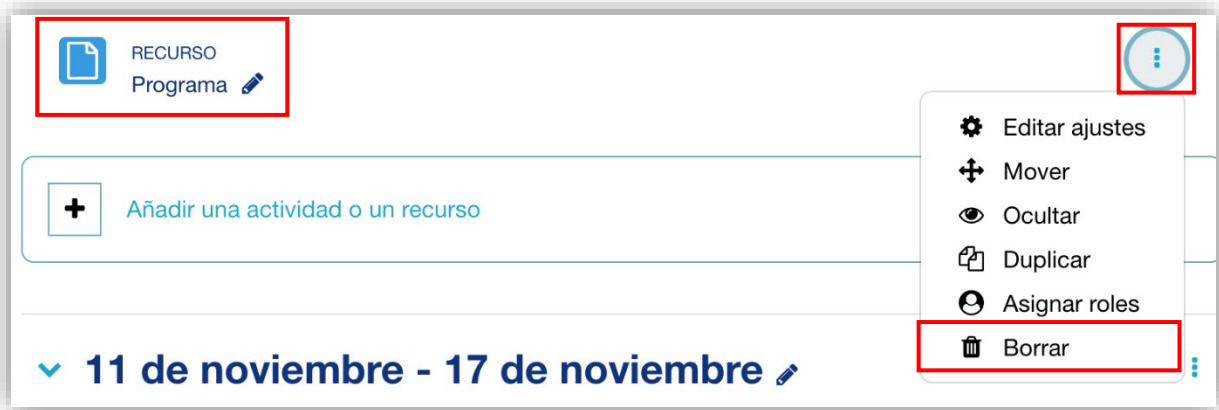 RECURSO
Programa
Editar ajustes
Mover
Ocultar
Duplicar
Asignar roles
Borrar
Añadir una actividad o un recurso
11 de noviembre - 17 de noviembre